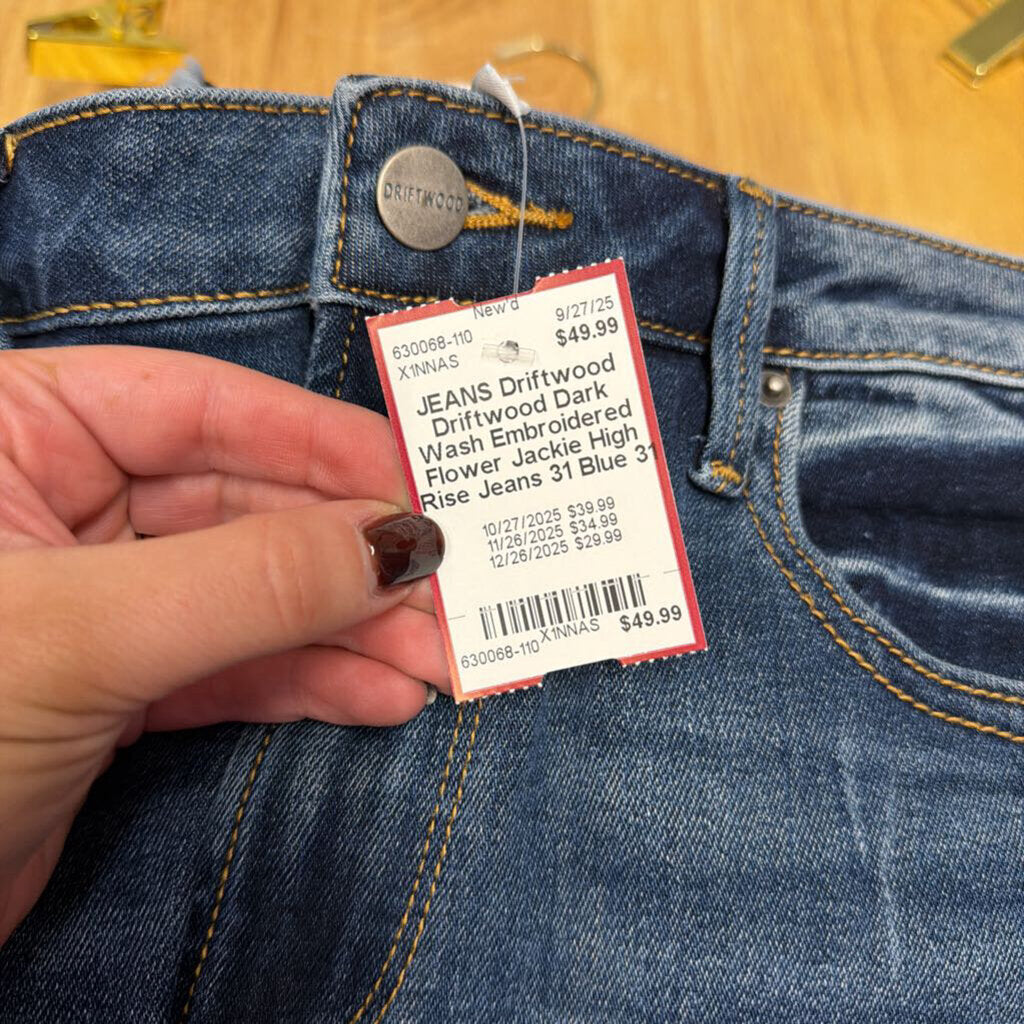 DRIFTWOOD
New'd
9/27/25
630068-110 $49.99
X1NNAS
JEANS Driftwood
Driftwood Dark
Wash Embroidered
Flower Jackie High
Rise Jeans 31 Blue 31
10/27/2025 $39.99
11/26/2025 $34.99
12/26/2025 $29.99
630068-110 X1NNAS $49.99